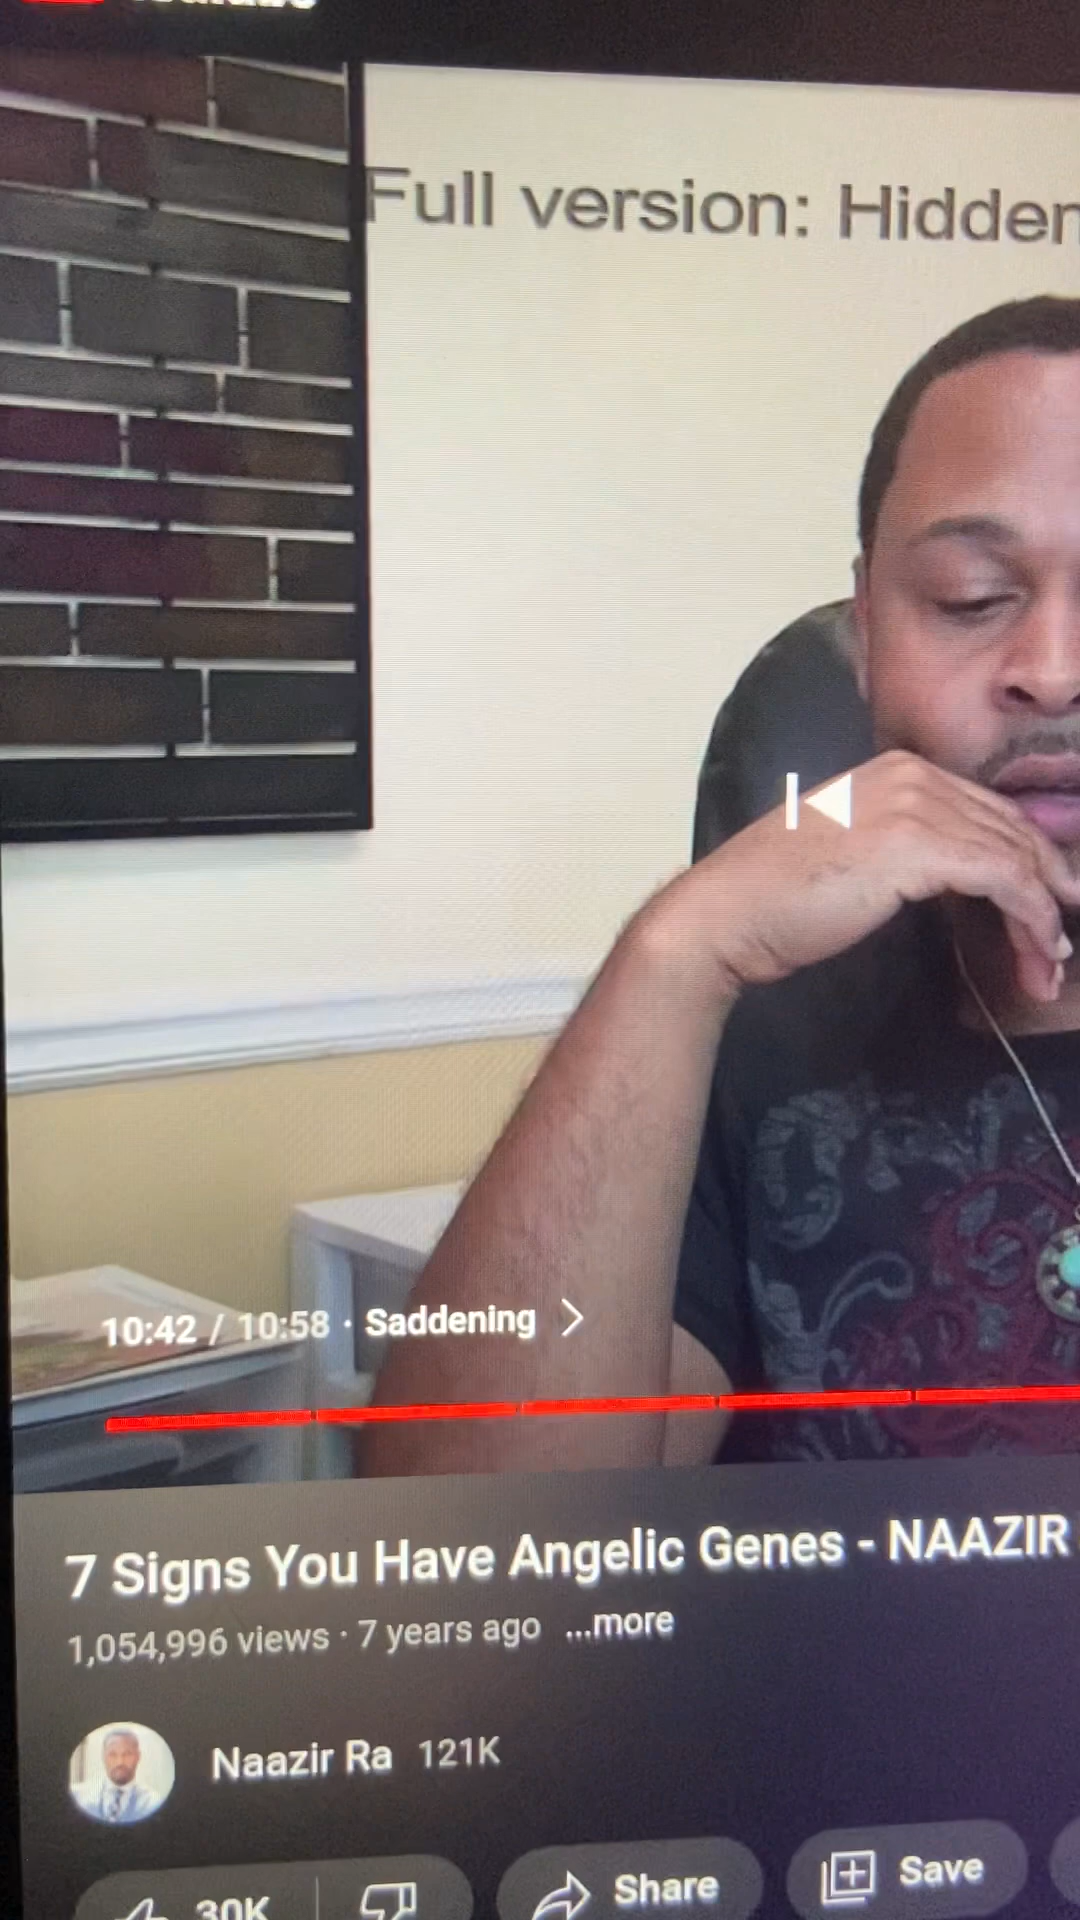 Full version: Hidden
10:42 / 10:58 · Saddening
7 Signs You Have Angelic Genes - NAAZIR
1,054,996 views · 7 years ago ...more
Naazir Ra 121K
30K Share Save